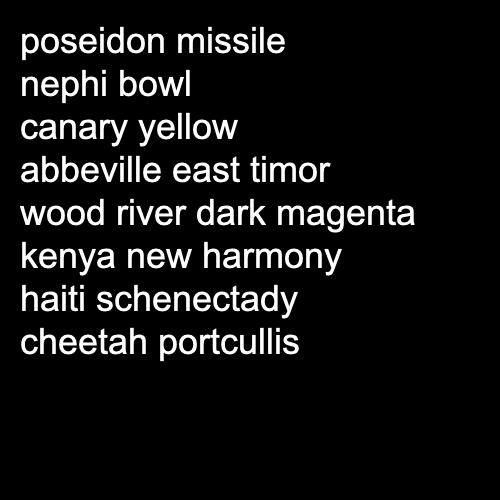 poseidon missile
nephi bowl
canary yellow
abbeville east timor
wood river dark magenta
kenya new harmony
haiti schenectady
cheetah portcullis